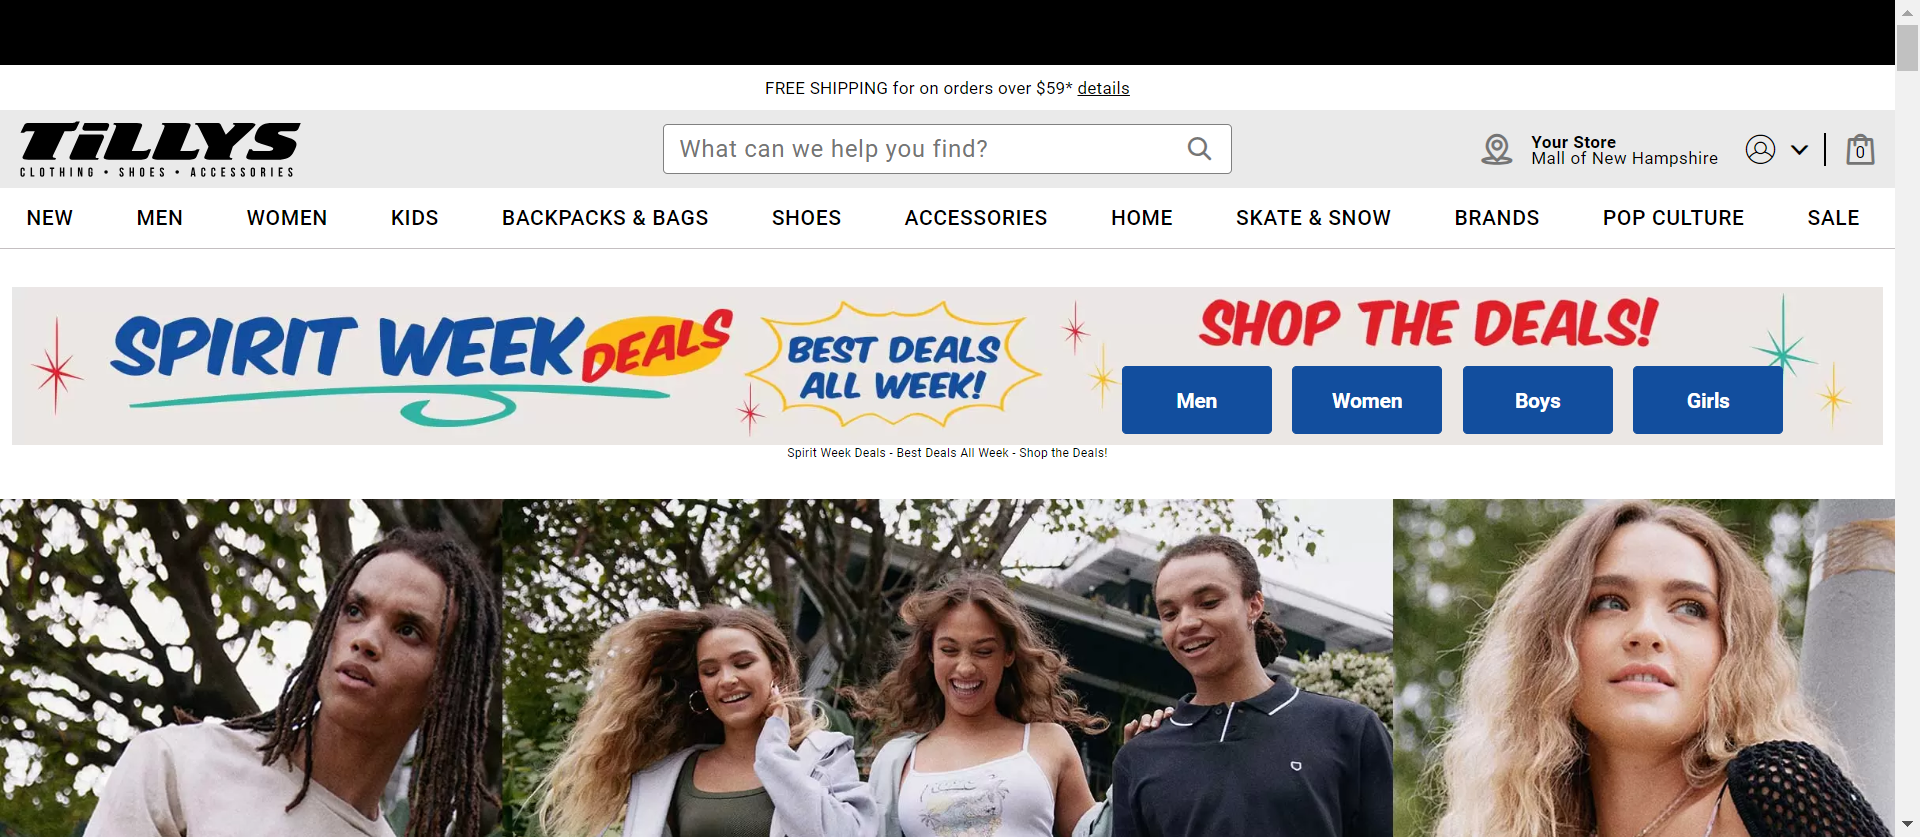 FREE SHIPPING for on orders over $59* details
TiLLYS
CLOTHING • SHOES • ACCESSORIES
What can we help you find?
Your Store
Mall of New Hampshire
0
NEW MEN WOMEN KIDS BACKPACKS & BAGS SHOES ACCESSORIES HOME SKATE & SNOW BRANDS POP CULTURE SALE
SPIRIT WEEK DEALS
BEST DEALS
ALL WEEK!
SHOP THE DEALS!
Men Women Boys Girls
Spirit Week Deals - Best Deals All Week - Shop the Deals!